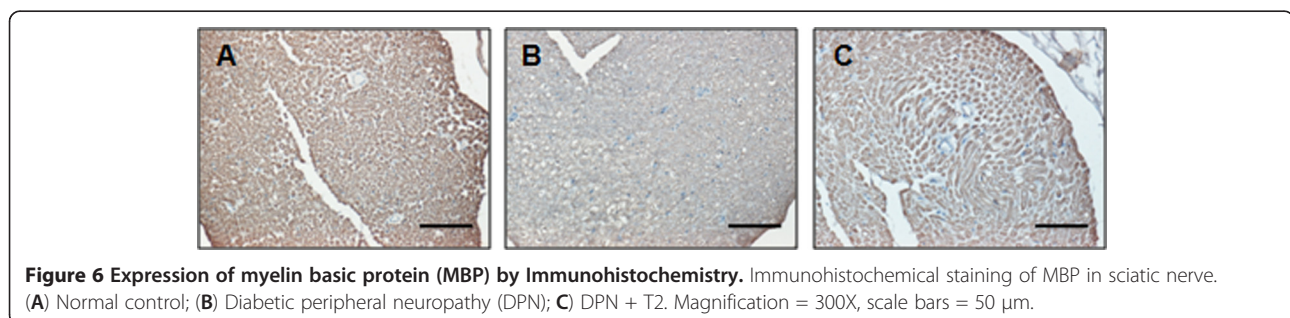 A
B
C
Figure 6 Expression of myelin basic protein (MBP) by Immunohistochemistry. Immunohistochemical staining of MBP in sciatic nerve.
(A) Normal control; (B) Diabetic peripheral neuropathy (DPN); C) DPN + T2. Magnification = 300X, scale bars = 50 μm.